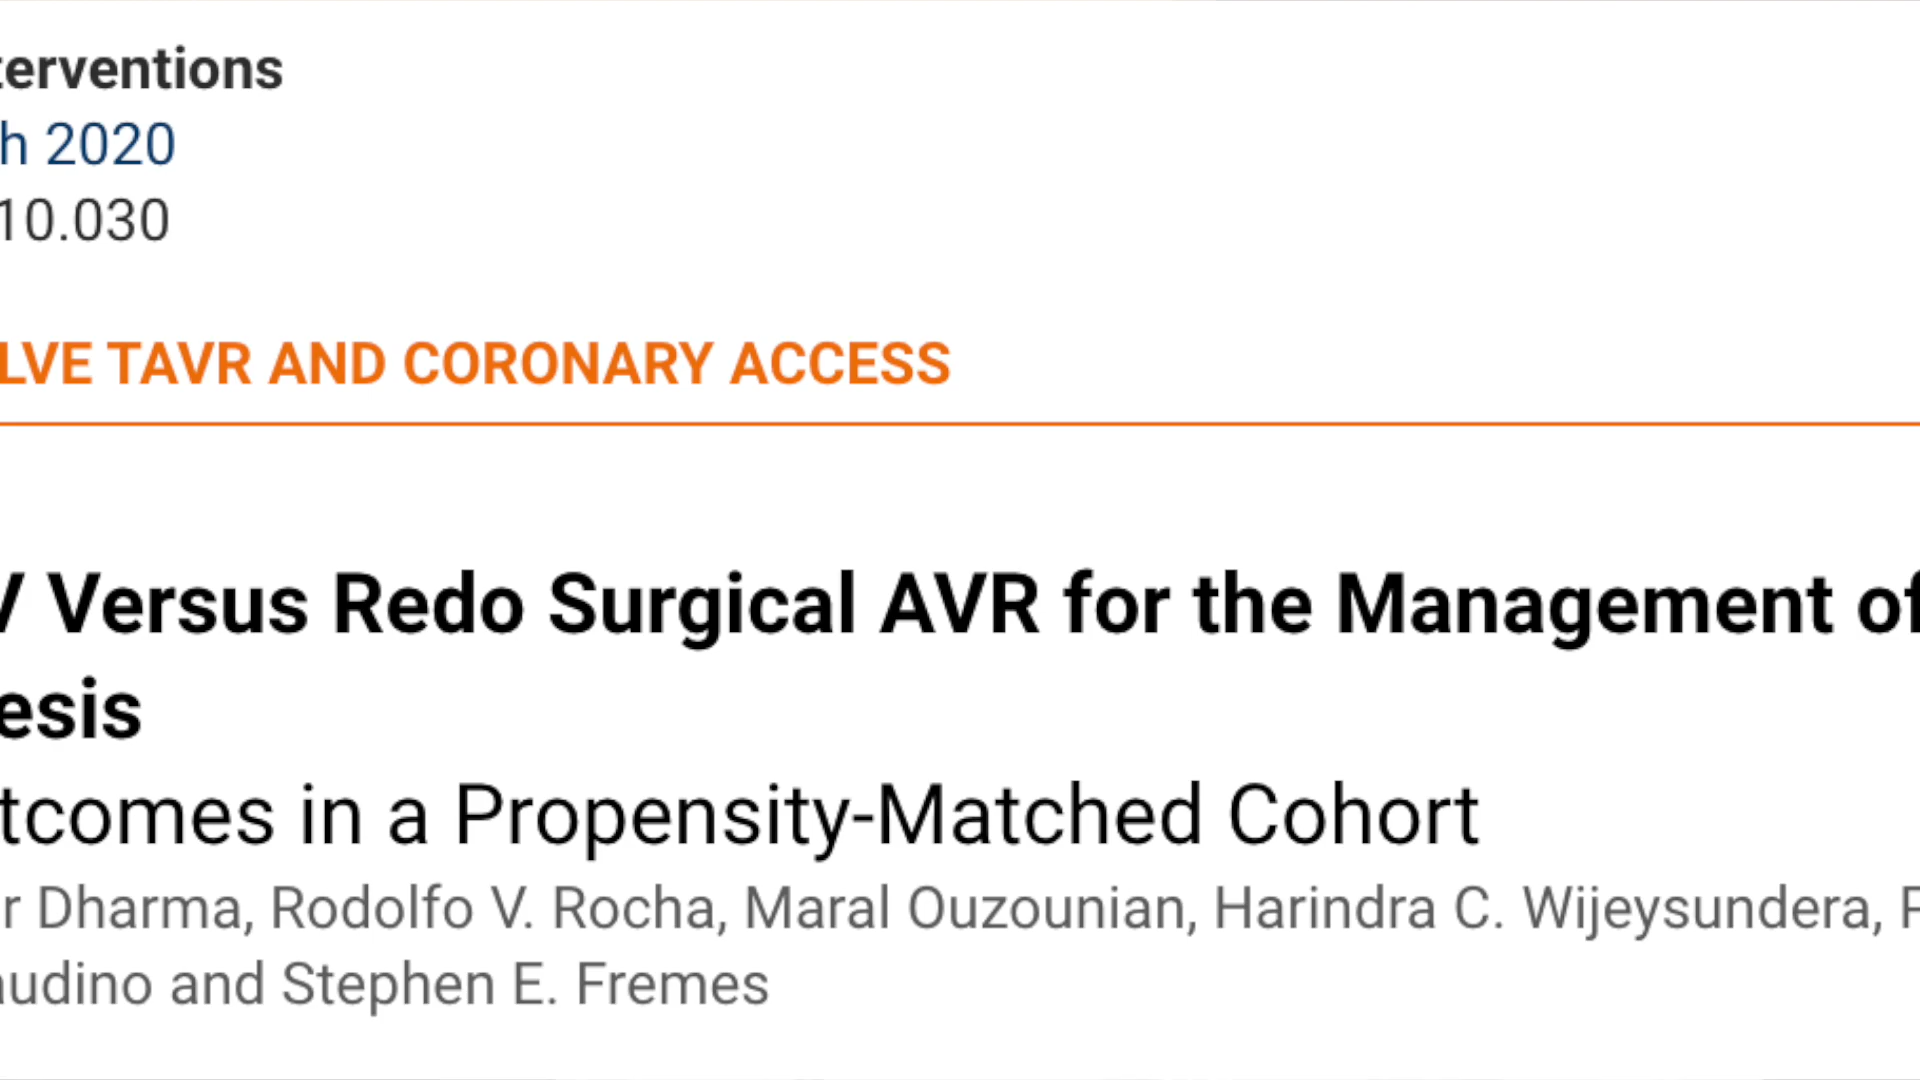 terventions
h 2020
10.030
LVE TAVR AND CORONARY ACCESS
V Versus Redo Surgical AVR for the Management of
esis
tcomes in a Propensity-Matched Cohort
r Dharma, Rodolfo V. Rocha, Maral Ouzounian, Harindra C. Wijeysundera, P
audino and Stephen E. Fremes